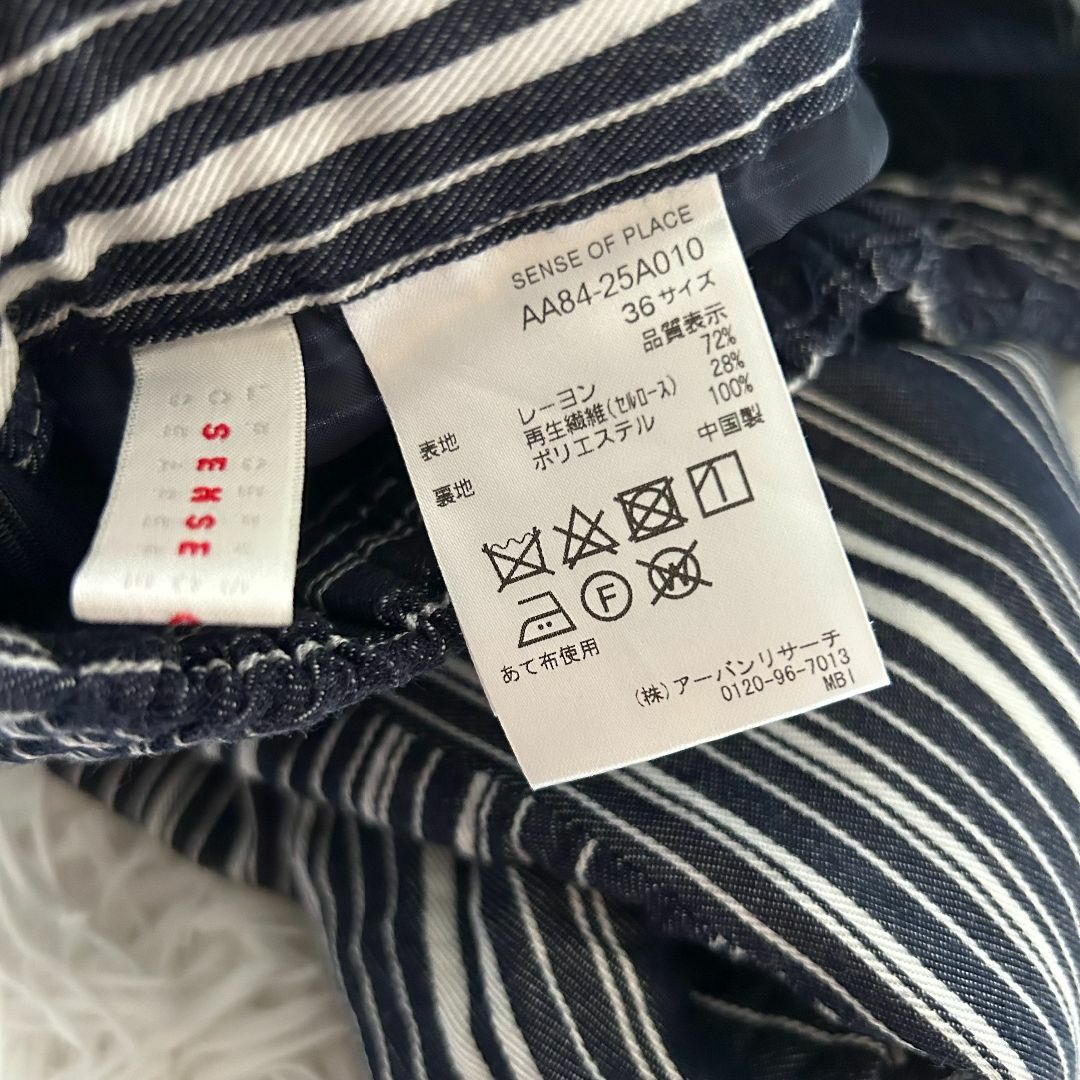 SENSE OF PLACE
AA84-25A010
36サイズ
品質表示
表地 レーヨン 72%
再生繊維(セルロース) 28%
裏地 ポリエステル 100%
中国製
F
W
あて布使用
(株)アーバンリサーチ
0120-96-7013
MBI
SENSE